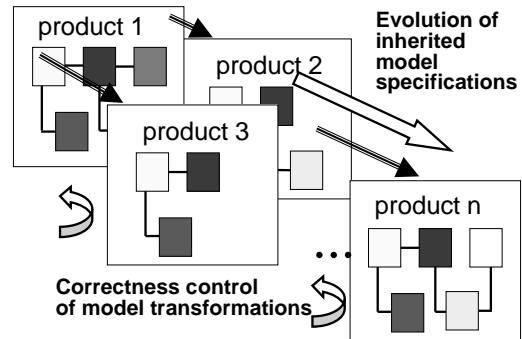 product 1
Evolution of
inherited
model
specifications
product 2
product 3
product n
...
Correctness control
of model transformations